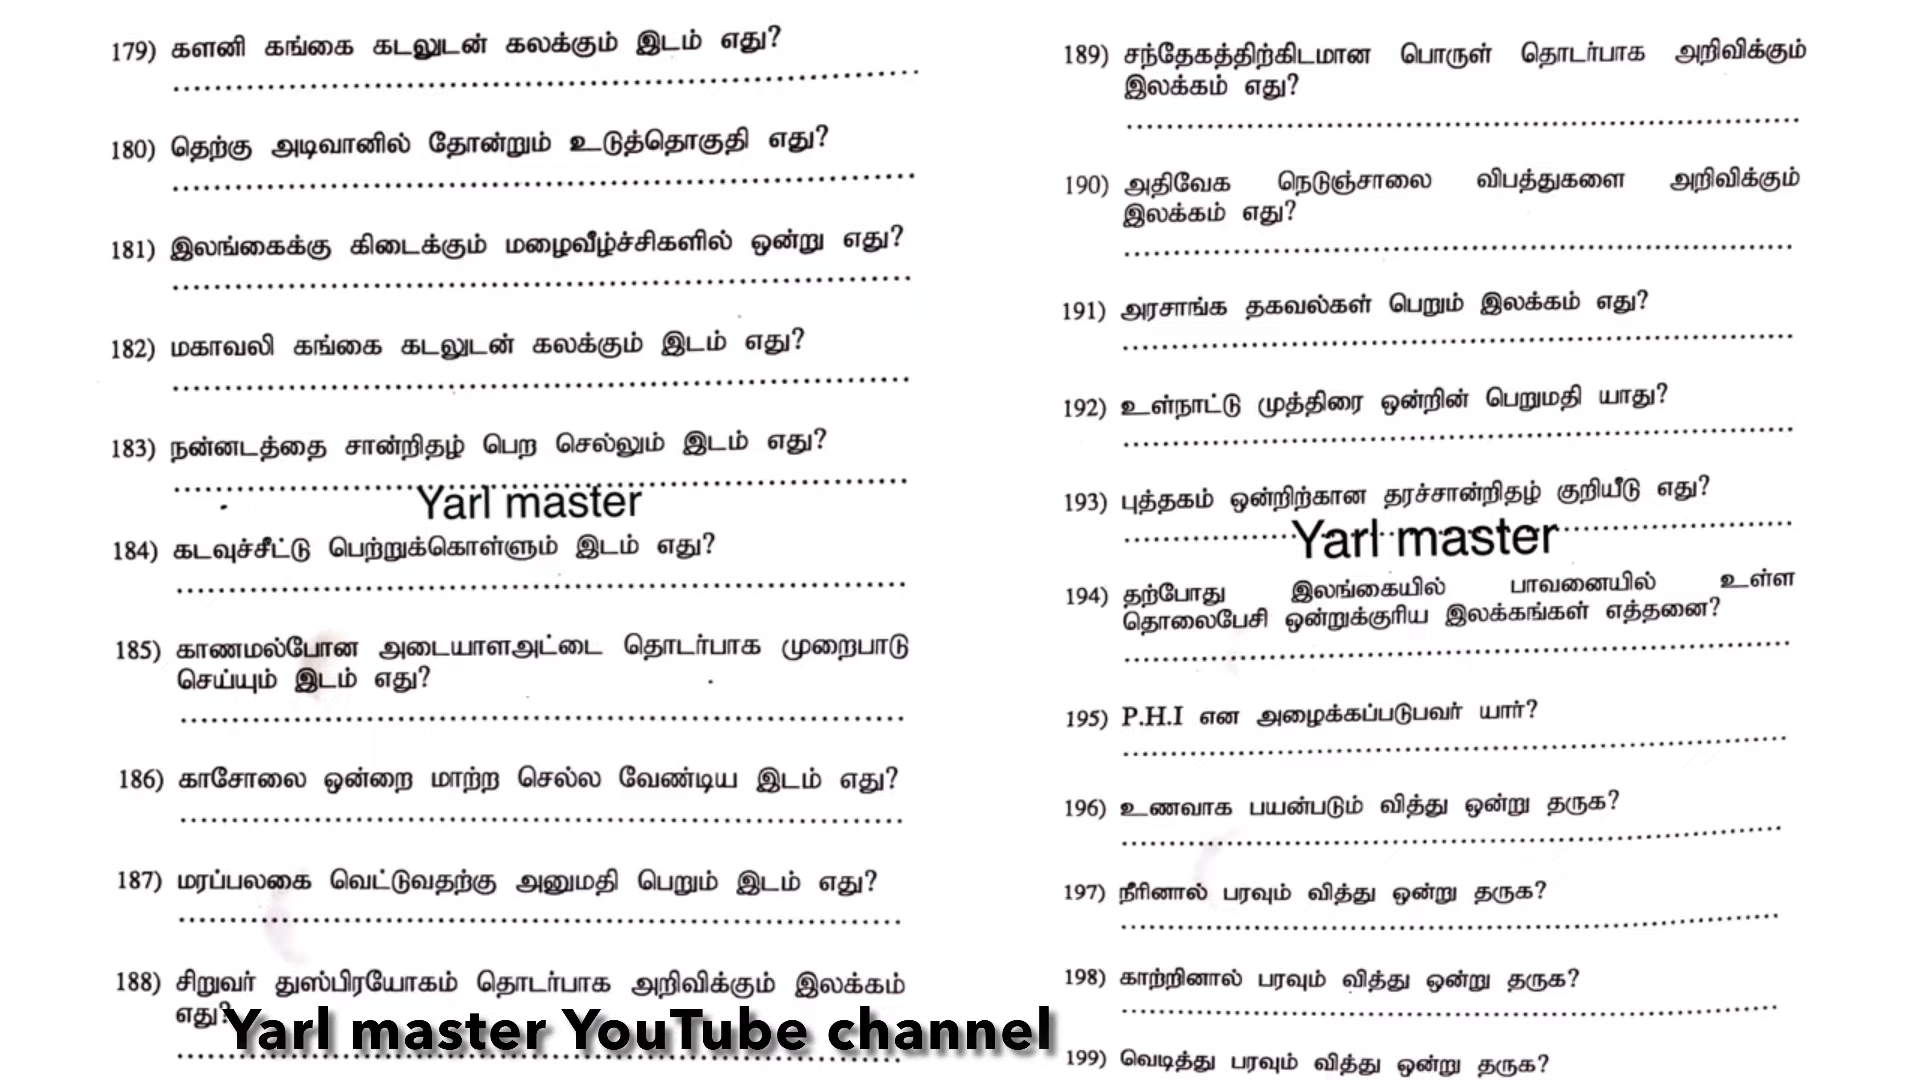 179) களனி கங்கை கடலுடன் கலக்கும் இடம் எது?
180) தெற்கு அடிவானில் தோன்றும் உடுத்தொகுதி எது?
181) இலங்கைக்கு கிடைக்கும் மழைவீழ்ச்சிகளில் ஒன்று எது?
182) மகாவலி கங்கை கடலுடன் கலக்கும் இடம் எது?
183) நன்னடத்தை சான்றிதழ் பெற செல்லும் இடம் எது?
Yarl master
184) கடவுச்சீட்டு பெற்றுக்கொள்ளும் இடம் எது?
185) காணமல்போன அடையாளஅட்டை தொடர்பாக முறைபாடு
செய்யும் இடம் எது?
186) காசோலை ஒன்றை மாற்ற செல்ல வேண்டிய இடம் எது?
187) மரப்பலகை வெட்டுவதற்கு அனுமதி பெறும் இடம் எது?
188) சிறுவர் துஸ்பிரயோகம் தொடர்பாக அறிவிக்கும் இலக்கம்
எது?
Yarl master YouTube channel
189) சந்தேகத்திற்கிடமான பொருள் தொடர்பாக அறிவிக்கும்
இலக்கம் எது?
190) அதிவேக நெடுஞ்சாலை விபத்துகளை அறிவிக்கும்
இலக்கம் எது?
191) அரசாங்க தகவல்கள் பெறும் இலக்கம் எது?
192) உள்நாட்டு முத்திரை ஒன்றின் பெறுமதி யாது?
193) புத்தகம் ஒன்றிற்கான தரச்சான்றிதழ் குறியீடு எது?
Yarl master
194) தற்போது இலங்கையில் பாவனையில் உள்ள
தொலைபேசி ஒன்றுக்குரிய இலக்கங்கள் எத்தனை?
195) P.H.I என அழைக்கப்படுபவர் யார்?
196) உணவாக பயன்படும் வித்து ஒன்று தருக?
197) நீரினால் பரவும் வித்து ஒன்று தருக?
198) காற்றினால் பரவும் வித்து ஒன்று தருக?
199) வெடித்து பரவும் வித்து ஒன்று தருக?